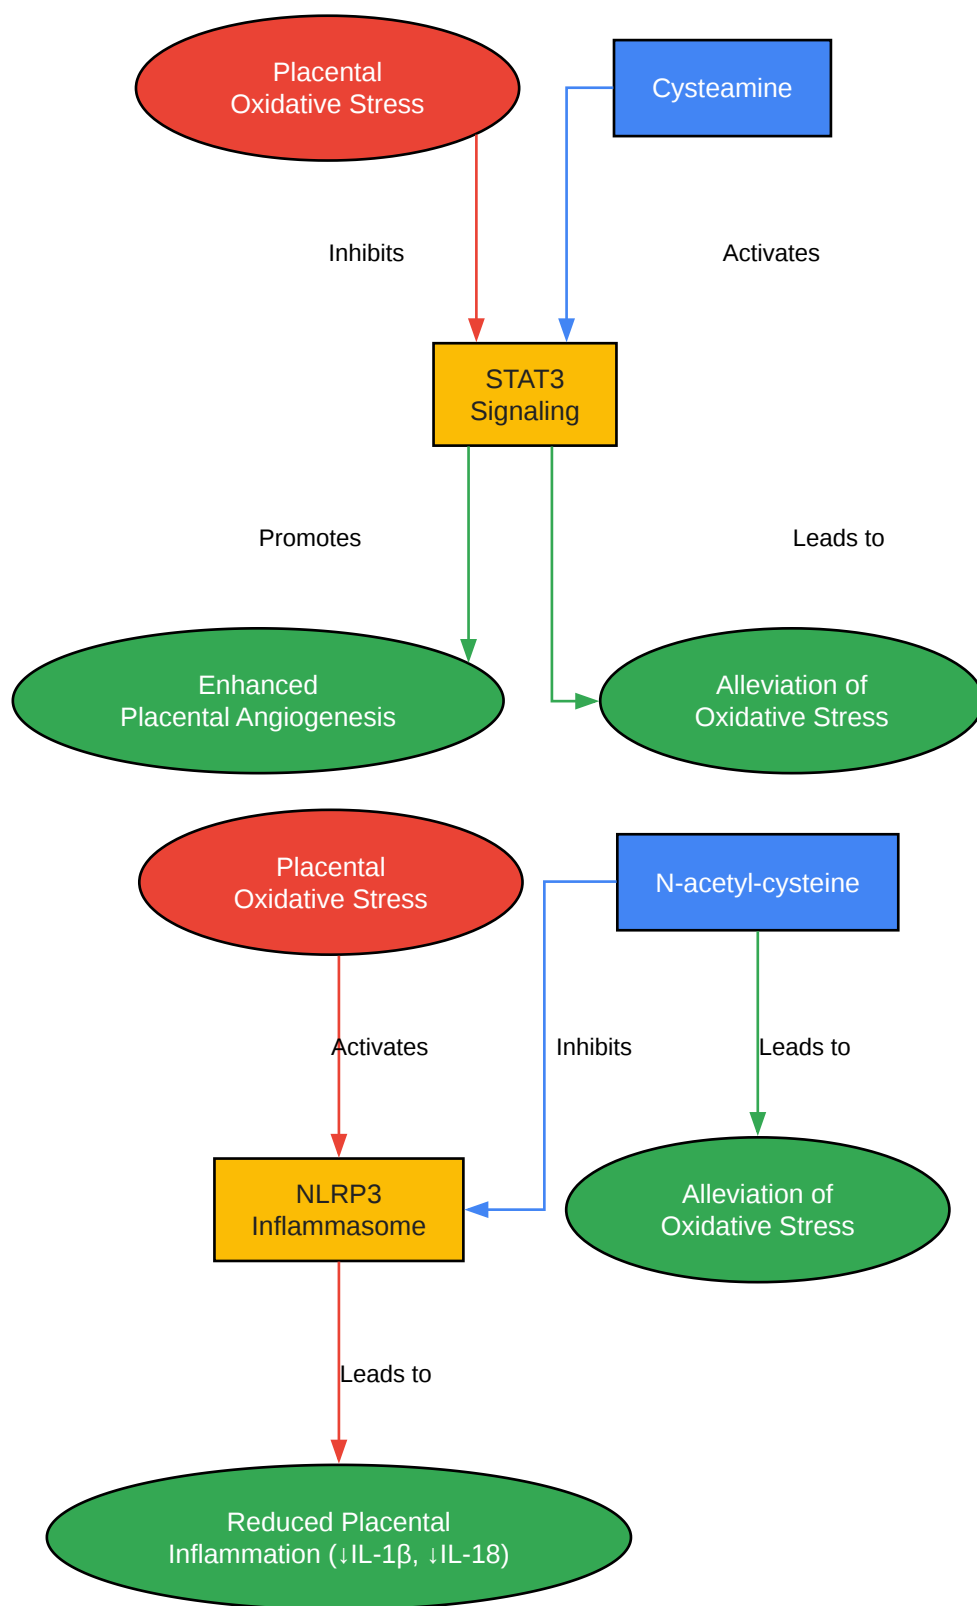 Placental
Oxidative Stress
Cysteamine
Inhibits
Activates
STAT3
Signaling
Promotes
Leads to
Enhanced
Placental Angiogenesis
Alleviation of
Oxidative Stress
Placental
Oxidative Stress
N-acetyl-cysteine
Activates
Inhibits
Leads to
NLRP3
Inflammasome
Alleviation of
Oxidative Stress
Leads to
Reduced Placental
Inflammation (↓IL-1β, ↓IL-18)